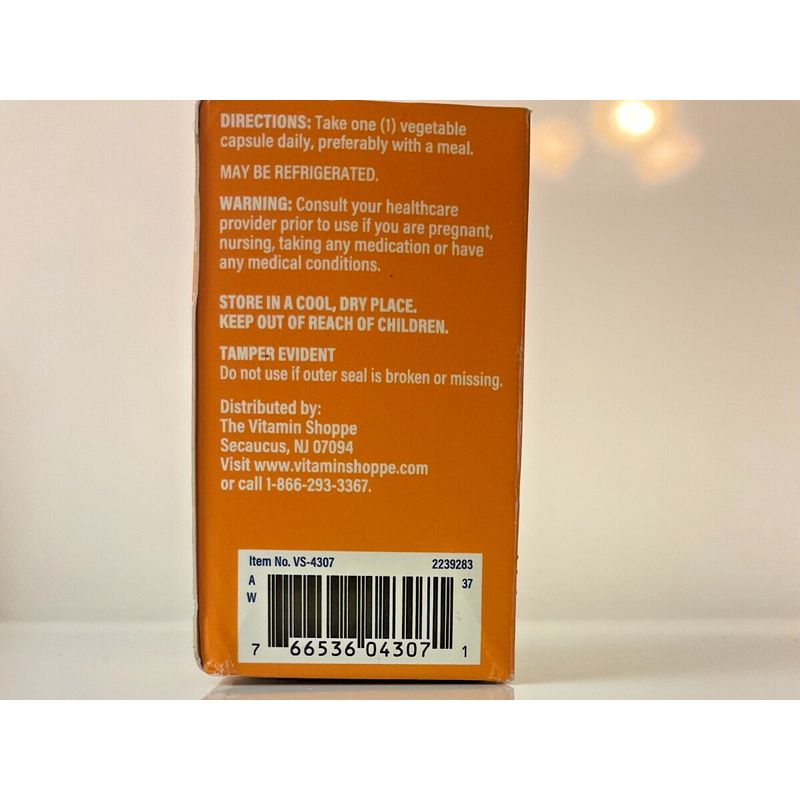 DIRECTIONS: Take one (1) vegetable
capsule daily, preferably with a meal.
MAY BE REFRIGERATED.
WARNING: Consult your healthcare
provider prior to use if you are pregnant,
nursing, taking any medication or have
any medical conditions.
STORE IN A COOL, DRY PLACE.
KEEP OUT OF REACH OF CHILDREN.
TAMPER EVIDENT
Do not use if outer seal is broken or missing.
Distributed by:
The Vitamin Shoppe
Secaucus, NJ 07094
Visit www.vitaminshoppe.com
or call 1-866-293-3367.
Item No. VS-4307 2239283
A 37
W
7 66536 04307 1